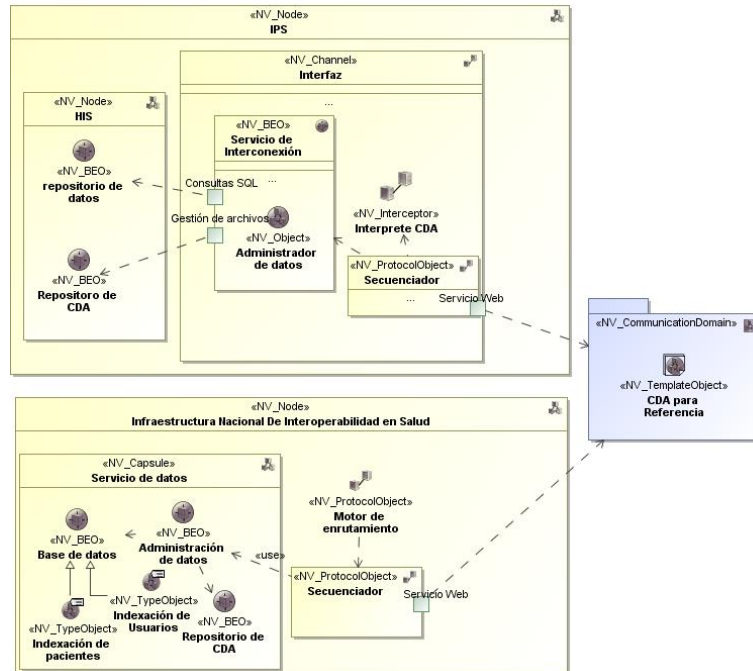 «NV_Node»
IPS
«NV_Channel»
Interfaz
...
«NV_Node»
HIS
«NV_BEO»
repositorio de
datos
«NV_BEO»
Repositoro de
CDA
«NV_BEO»
Servicio de
Interconexión
...
Consultas SQL
Gestión de archivos
«NV_Object»
Administrador
de datos
«NV_Interceptor»
Interprete CDA
«NV_ProtocolObject»
Secuenciador
...
Servicio Web
«NV_CommunicationDomain»
«NV_TemplateObject»
CDA para
Referencia
«NV_Node»
Infraestructura Nacional De Interoperabilidad en Salud
«NV_Capsule»
Servicio de datos
«NV_BEO»
Base de datos
«NV_BEO»
Administración
de datos
«NV_TypeObject»
Indexación de
pacientes
«NV_TypeObject»
Indexación de
Usuarios
«NV_BEO»
Repositorio de CDA
«use»
«NV_ProtocolObject»
Motor de
enrutamiento
«NV_ProtocolObject»
Secuenciador
Servicio Web